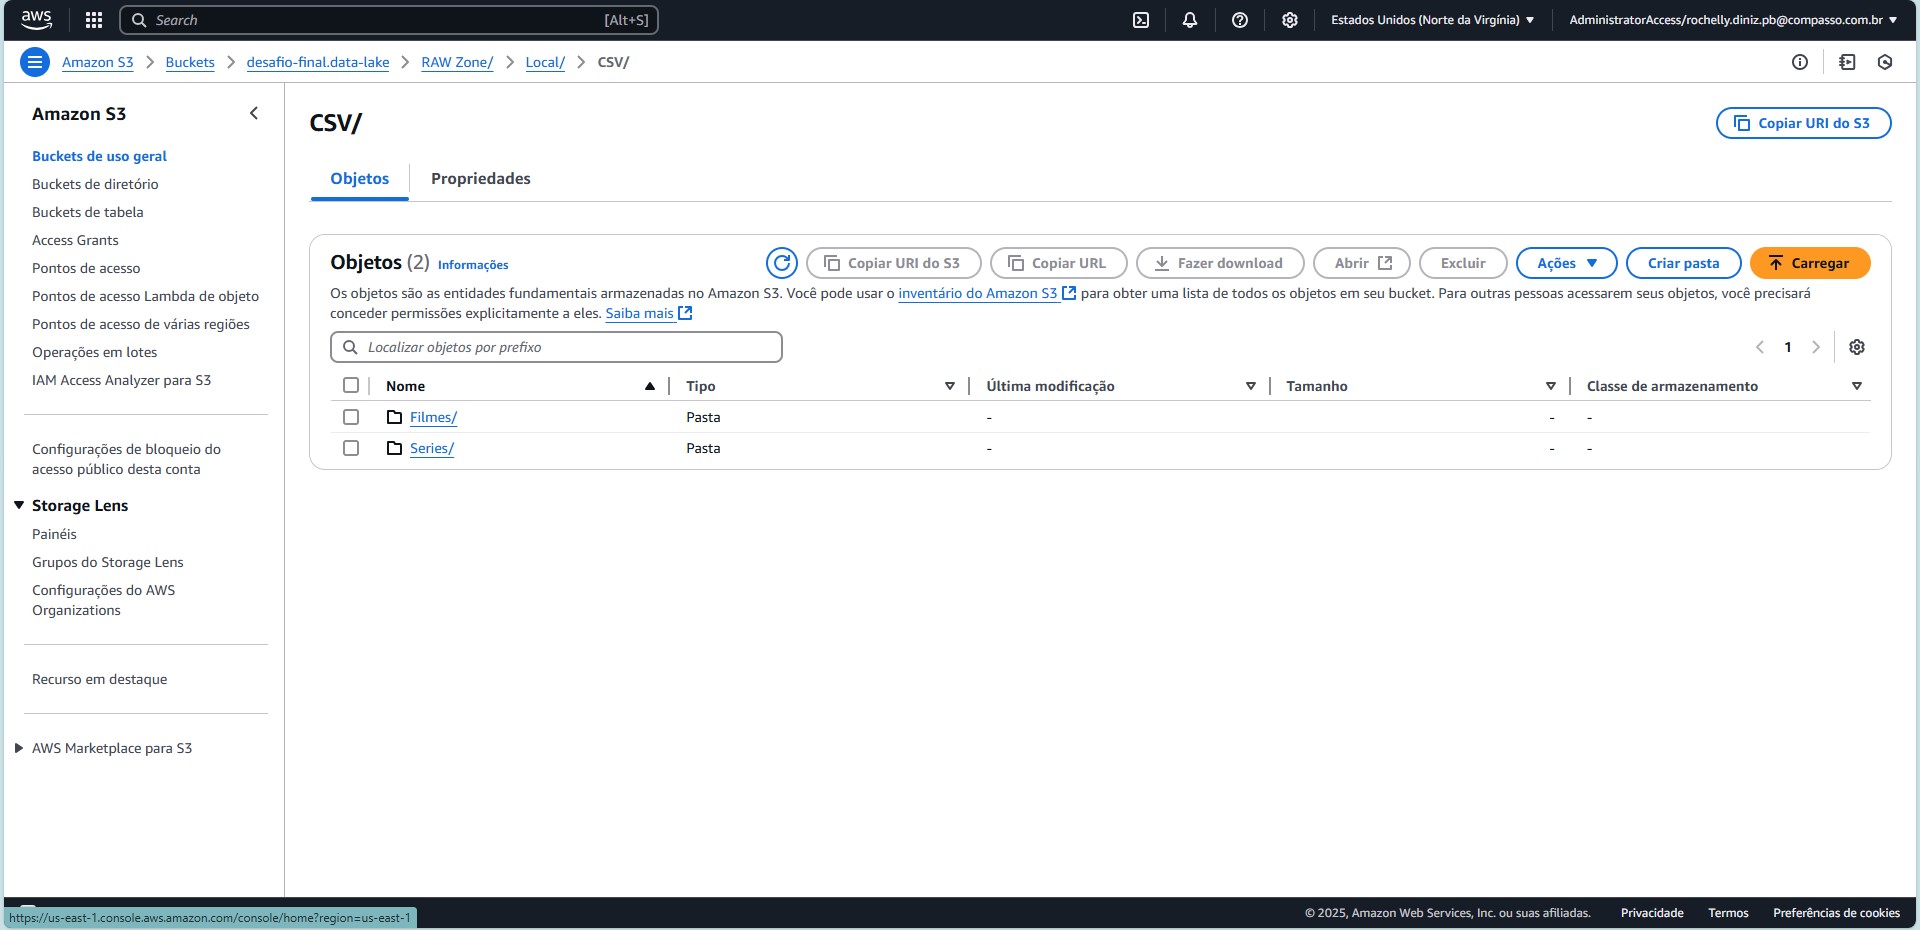 aws
Search [Alt+S]
Estados Unidos (Norte da Virgínia)
AdministratorAccess/rochelly.diniz.pb@compasso.com.br
Amazon S3 > Buckets > desafio-final.data-lake > RAW Zone/ > Local/ > CSV/
Amazon S3
Buckets de uso geral
Buckets de diretório
Buckets de tabela
Access Grants
Pontos de acesso
Pontos de acesso Lambda de objeto
Pontos de acesso de várias regiões
Operações em lotes
IAM Access Analyzer para S3
Configurações de bloqueio do
acesso público desta conta
Storage Lens
Painéis
Grupos do Storage Lens
Configurações do AWS
Organizations
Recurso em destaque
AWS Marketplace para S3
CSV/
Copiar URI do S3
Objetos
Propriedades
Objetos (2) Informações
Copiar URI do S3
Copiar URL
Fazer download
Abrir
Excluir
Ações
Criar pasta
Carregar
Os objetos são as entidades fundamentais armazenadas no Amazon S3. Você pode usar o inventário do Amazon S3 para obter uma lista de todos os objetos em seu bucket. Para outras pessoas acessarem seus objetos, você precisará
conceder permissões explicitamente a eles. Saiba mais
Localizar objetos por prefixo
1
Nome Tipo Última modificação Tamanho Classe de armazenamento
Filmes/ Pasta - - -
Series/ Pasta - - -
https://us-east-1.console.aws.amazon.com/console/home?region=us-east-1
© 2025, Amazon Web Services, Inc. ou suas afiliadas. Privacidade Termos Preferências de cookies